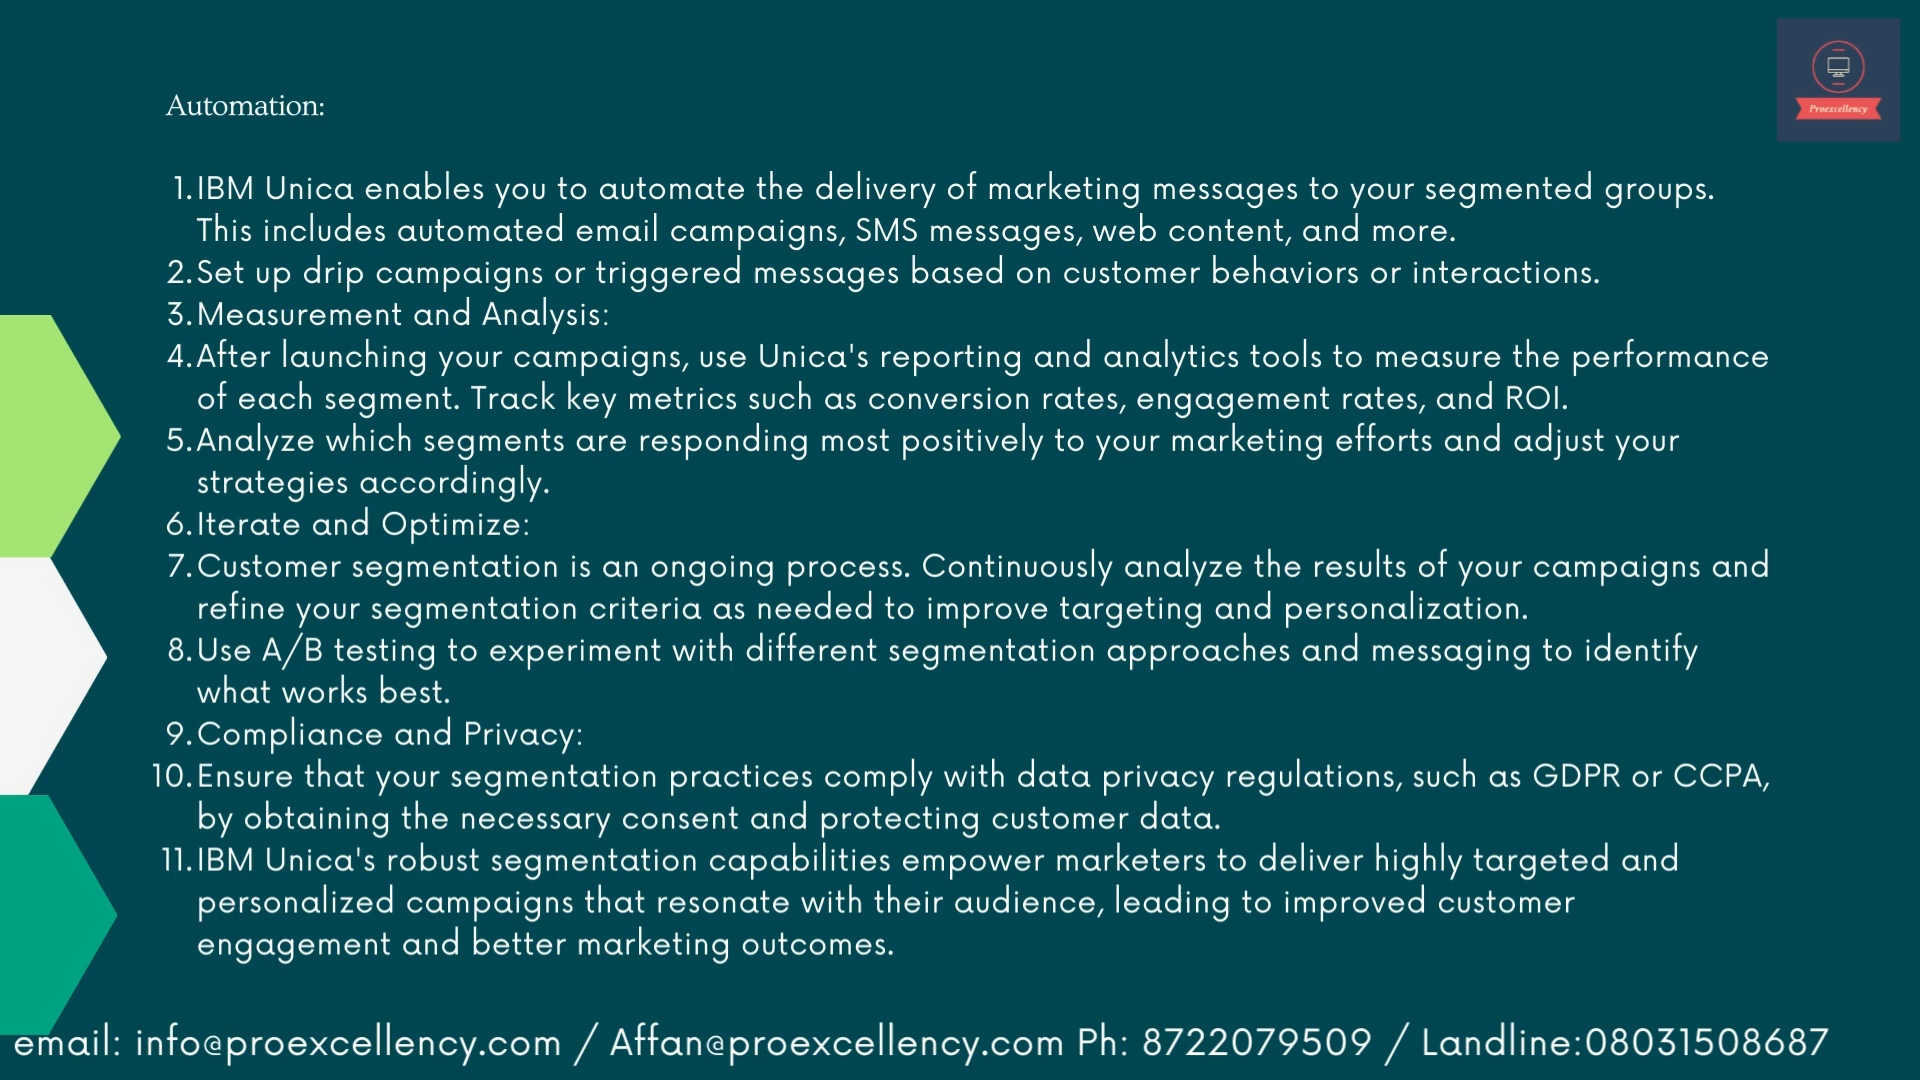 Proexcellency
Automation:
1.IBM Unica enables you to automate the delivery of marketing messages to your segmented groups.
This includes automated email campaigns, SMS messages, web content, and more.
2.Set up drip campaigns or triggered messages based on customer behaviors or interactions.
3.Measurement and Analysis:
4.After launching your campaigns, use Unica's reporting and analytics tools to measure the performance
of each segment. Track key metrics such as conversion rates, engagement rates, and ROI.
5.Analyze which segments are responding most positively to your marketing efforts and adjust your
strategies accordingly.
6.Iterate and Optimize:
7.Customer segmentation is an ongoing process. Continuously analyze the results of your campaigns and
refine your segmentation criteria as needed to improve targeting and personalization.
8.Use A/B testing to experiment with different segmentation approaches and messaging to identify
what works best.
9.Compliance and Privacy:
10.Ensure that your segmentation practices comply with data privacy regulations, such as GDPR or CCPA,
by obtaining the necessary consent and protecting customer data.
11.IBM Unica's robust segmentation capabilities empower marketers to deliver highly targeted and
personalized campaigns that resonate with their audience, leading to improved customer
engagement and better marketing outcomes.
email: info@proexcellency.com / Affan@proexcellency.com Ph: 8722079509 / Landline:08031508687